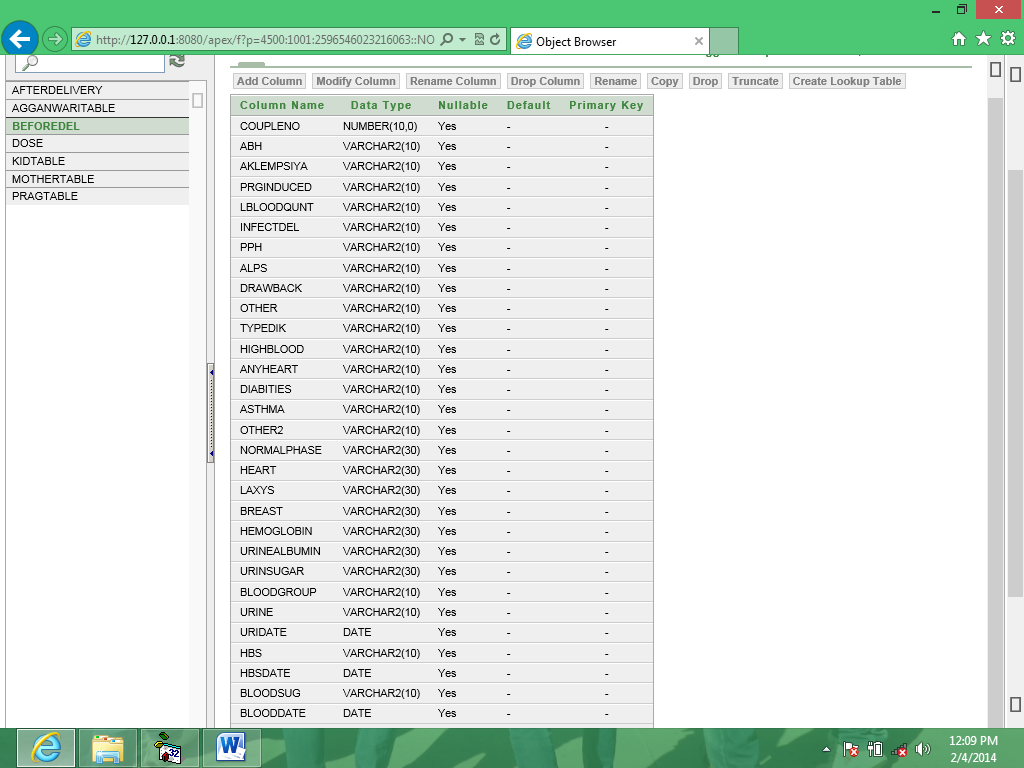 http://127.0.0.1:8080/apex/f?p=4500:1001:2596546023216063::NO
Object Browser
AFTERDELIVERY
AGGANWARITABLE
BEFOREDEL
DOSE
KIDTABLE
MOTHERTABLE
PRAGTABLE
Add Column Modify Column Rename Column Drop Column Rename Copy Drop Truncate Create Lookup Table
Column Name Data Type Nullable Default Primary Key
COUPLENO NUMBER(10,0) Yes - -
ABH VARCHAR2(10) Yes - -
AKLEMPSIYA VARCHAR2(10) Yes - -
PRGINDUCED VARCHAR2(10) Yes - -
LBLOODQUNT VARCHAR2(10) Yes - -
INFECTDEL VARCHAR2(10) Yes - -
PPH VARCHAR2(10) Yes - -
ALPS VARCHAR2(10) Yes - -
DRAWBACK VARCHAR2(10) Yes - -
OTHER VARCHAR2(10) Yes - -
TYPEDIK VARCHAR2(10) Yes - -
HIGHBLOOD VARCHAR2(10) Yes - -
ANYHEART VARCHAR2(10) Yes - -
DIABITIES VARCHAR2(10) Yes - -
ASTHMA VARCHAR2(10) Yes - -
OTHER2 VARCHAR2(10) Yes - -
NORMALPHASE VARCHAR2(30) Yes - -
HEART VARCHAR2(30) Yes - -
LAXYS VARCHAR2(30) Yes - -
BREAST VARCHAR2(30) Yes - -
HEMOGLOBIN VARCHAR2(30) Yes - -
URINEALBUMIN VARCHAR2(30) Yes - -
URINSUGAR VARCHAR2(30) Yes - -
BLOODGROUP VARCHAR2(10) Yes - -
URINE VARCHAR2(10) Yes - -
URIDATE DATE Yes - -
HBS VARCHAR2(10) Yes - -
HBSDATE DATE Yes - -
BLOODSUG VARCHAR2(10) Yes - -
BLOODDATE DATE Yes - -
32
W
12:09 PM
2/4/2014